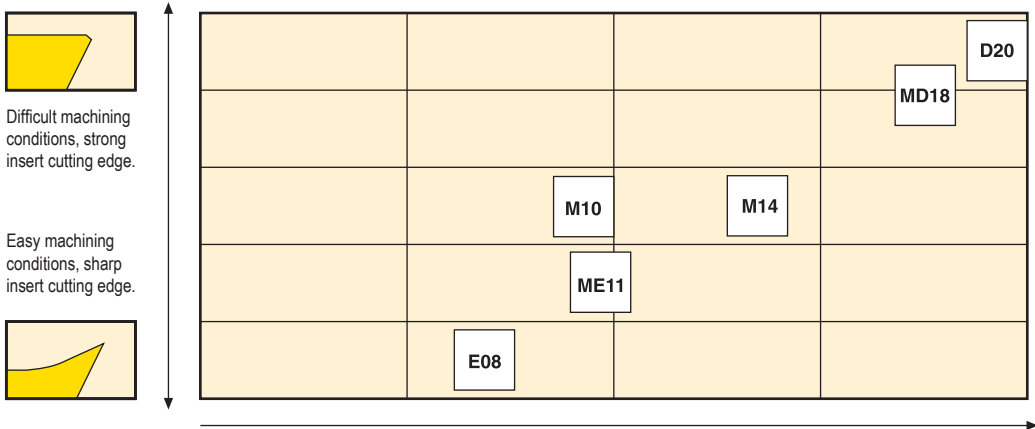 D20
MD18
Difficult machining
conditions, strong
insert cutting edge.
M10
M14
Easy machining
conditions, sharp
insert cutting edge.
ME11
E08